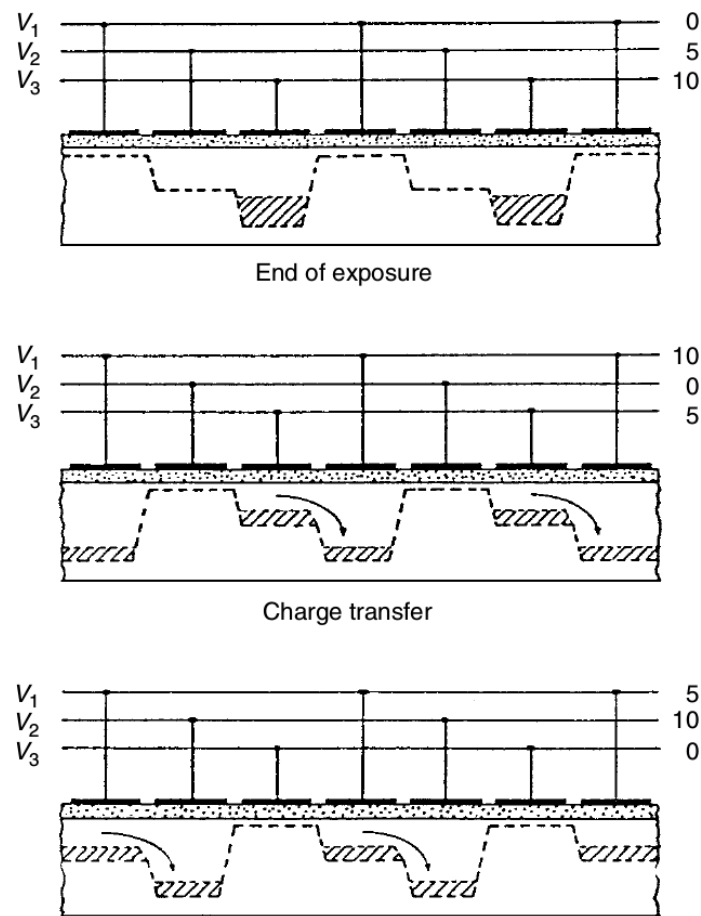 V1 0
V2 5
V3 10
End of exposure
V1 10
V2 0
V3 5
Charge transfer
V1 5
V2 10
V3 0